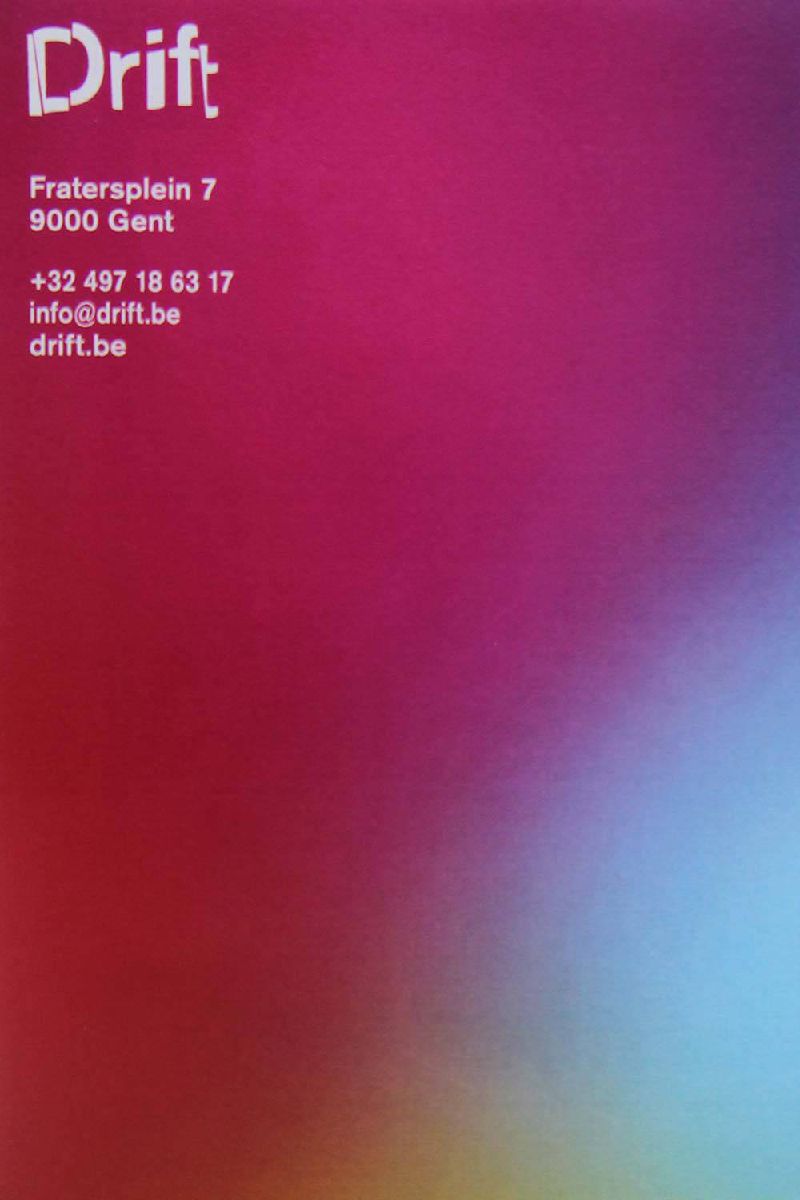 Drift
Fratersplein 7
9000 Gent
+32 497 18 63 17
info@drift.be
drift.be